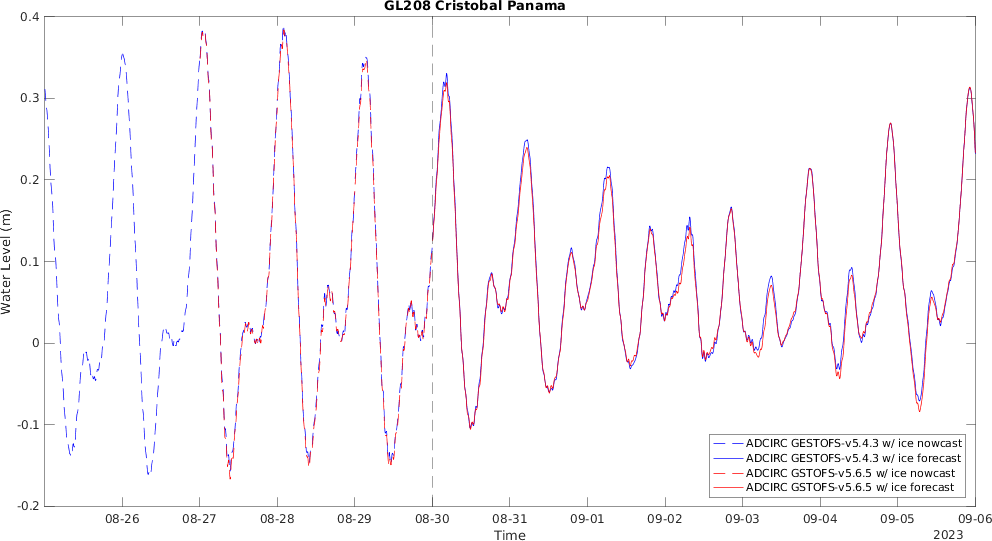 GL208 Cristobal Panama
0.4
0.3
0.2
0.1
0
-0.1
-0.2
Water Level (m)
ADCIRC GESTOFS-v5.4.3 w/ ice nowcast
ADCIRC GESTOFS-v5.4.3 w/ ice forecast
ADCIRC GSTOFS-v5.6.5 w/ ice nowcast
ADCIRC GSTOFS-v5.6.5 w/ ice forecast
08-26 08-27 08-28 08-29 08-30 08-31 09-01 09-02 09-03 09-04 09-05 09-06
Time
2023